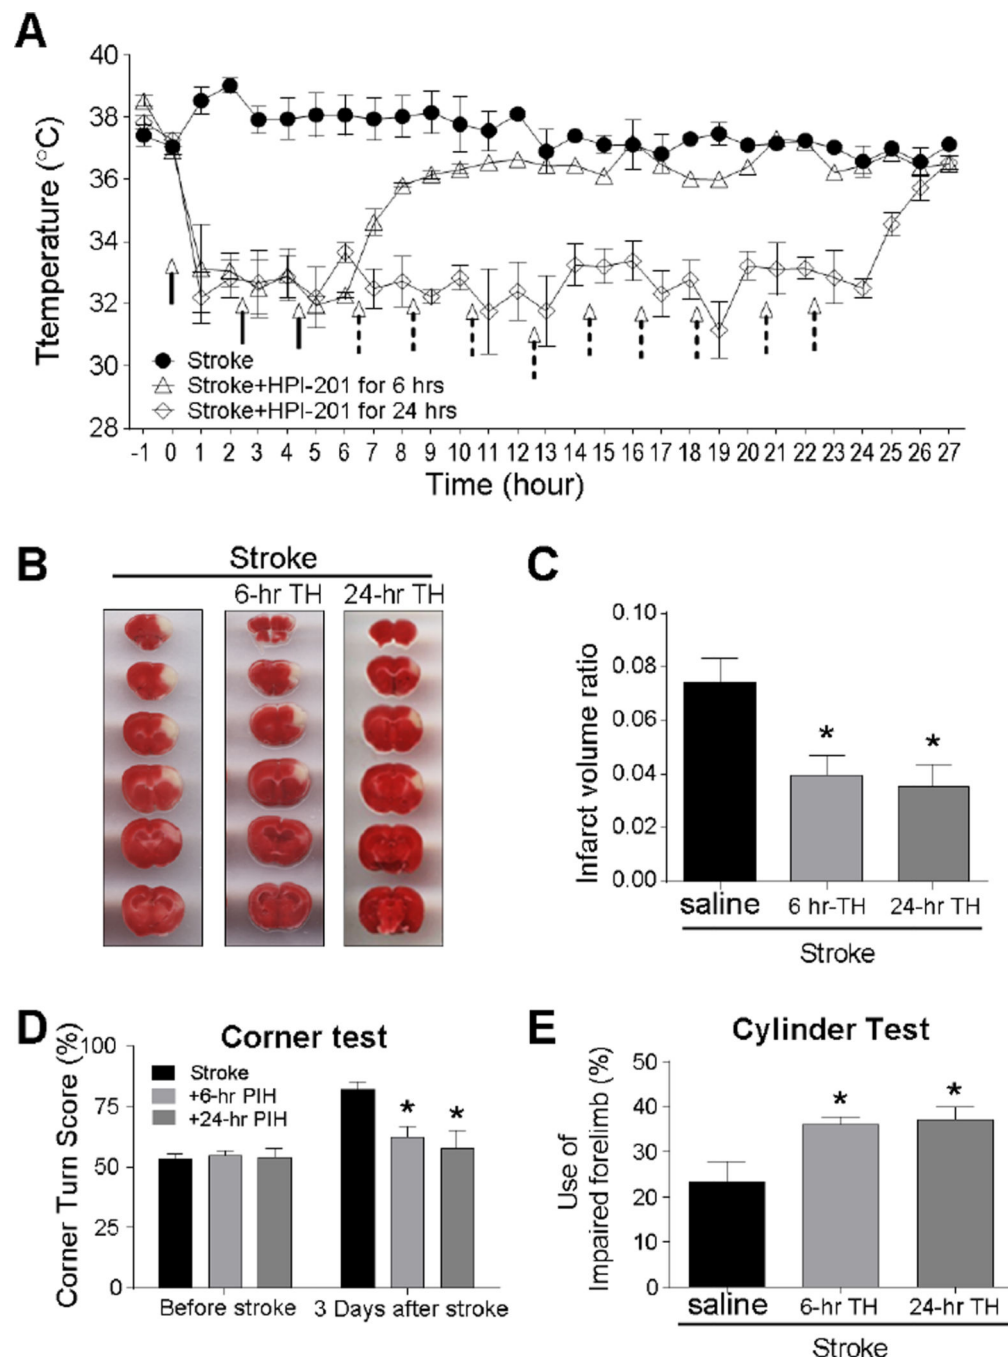 A
Ttemperature (°C)
40
38
36
34
32
30
28
Stroke
Stroke+HPI-201 for 6 hrs
Stroke+HPI-201 for 24 hrs
-1 0 1 2 3 4 5 6 7 8 9 10 11 12 13 14 15 16 17 18 19 20 21 22 23 24 25 26 27
Time (hour)
B
Stroke
6-hr TH 24-hr TH
C
Infarct volume ratio
0.10
0.08
0.06
0.04
0.02
0.00
* *
saline 6 hr-TH 24-hr TH
Stroke
D
Corner test
Corner Turn Score (%)
100
75
50
25
0
Stroke
+6-hr PIH
+24-hr PIH
* *
Before stroke 3 Days after stroke
E
Cylinder Test
Use of
Impaired forelimb (%)
50
40
30
20
10
0
* *
saline 6-hr TH 24-hr TH
Stroke